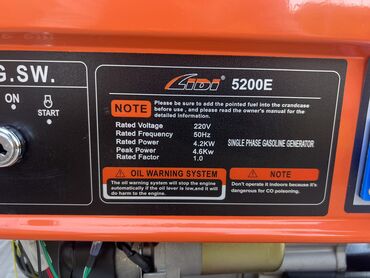 G.SW.
ON
START
LIDI 5200E
NOTE
Please be sure to add the pointed fuel into the crandcase
before use , and please read the owner's manual for the
detailed information.
Rated Voltage 220V
Rated Frequency 50Hz
Rated Power 4.2KW
Peak Power 4.6Kw
Rated Factor 1.0
SINGLE PHASE GASOLINE GENERATOR
OIL WARNING SYSTEM
The oil warning system will stop the engine
automatically if the oil lever is low,and it will
do harm to the engine.
NOTE
Don't operate it indoors because it's
dangerous for CO poisoning.